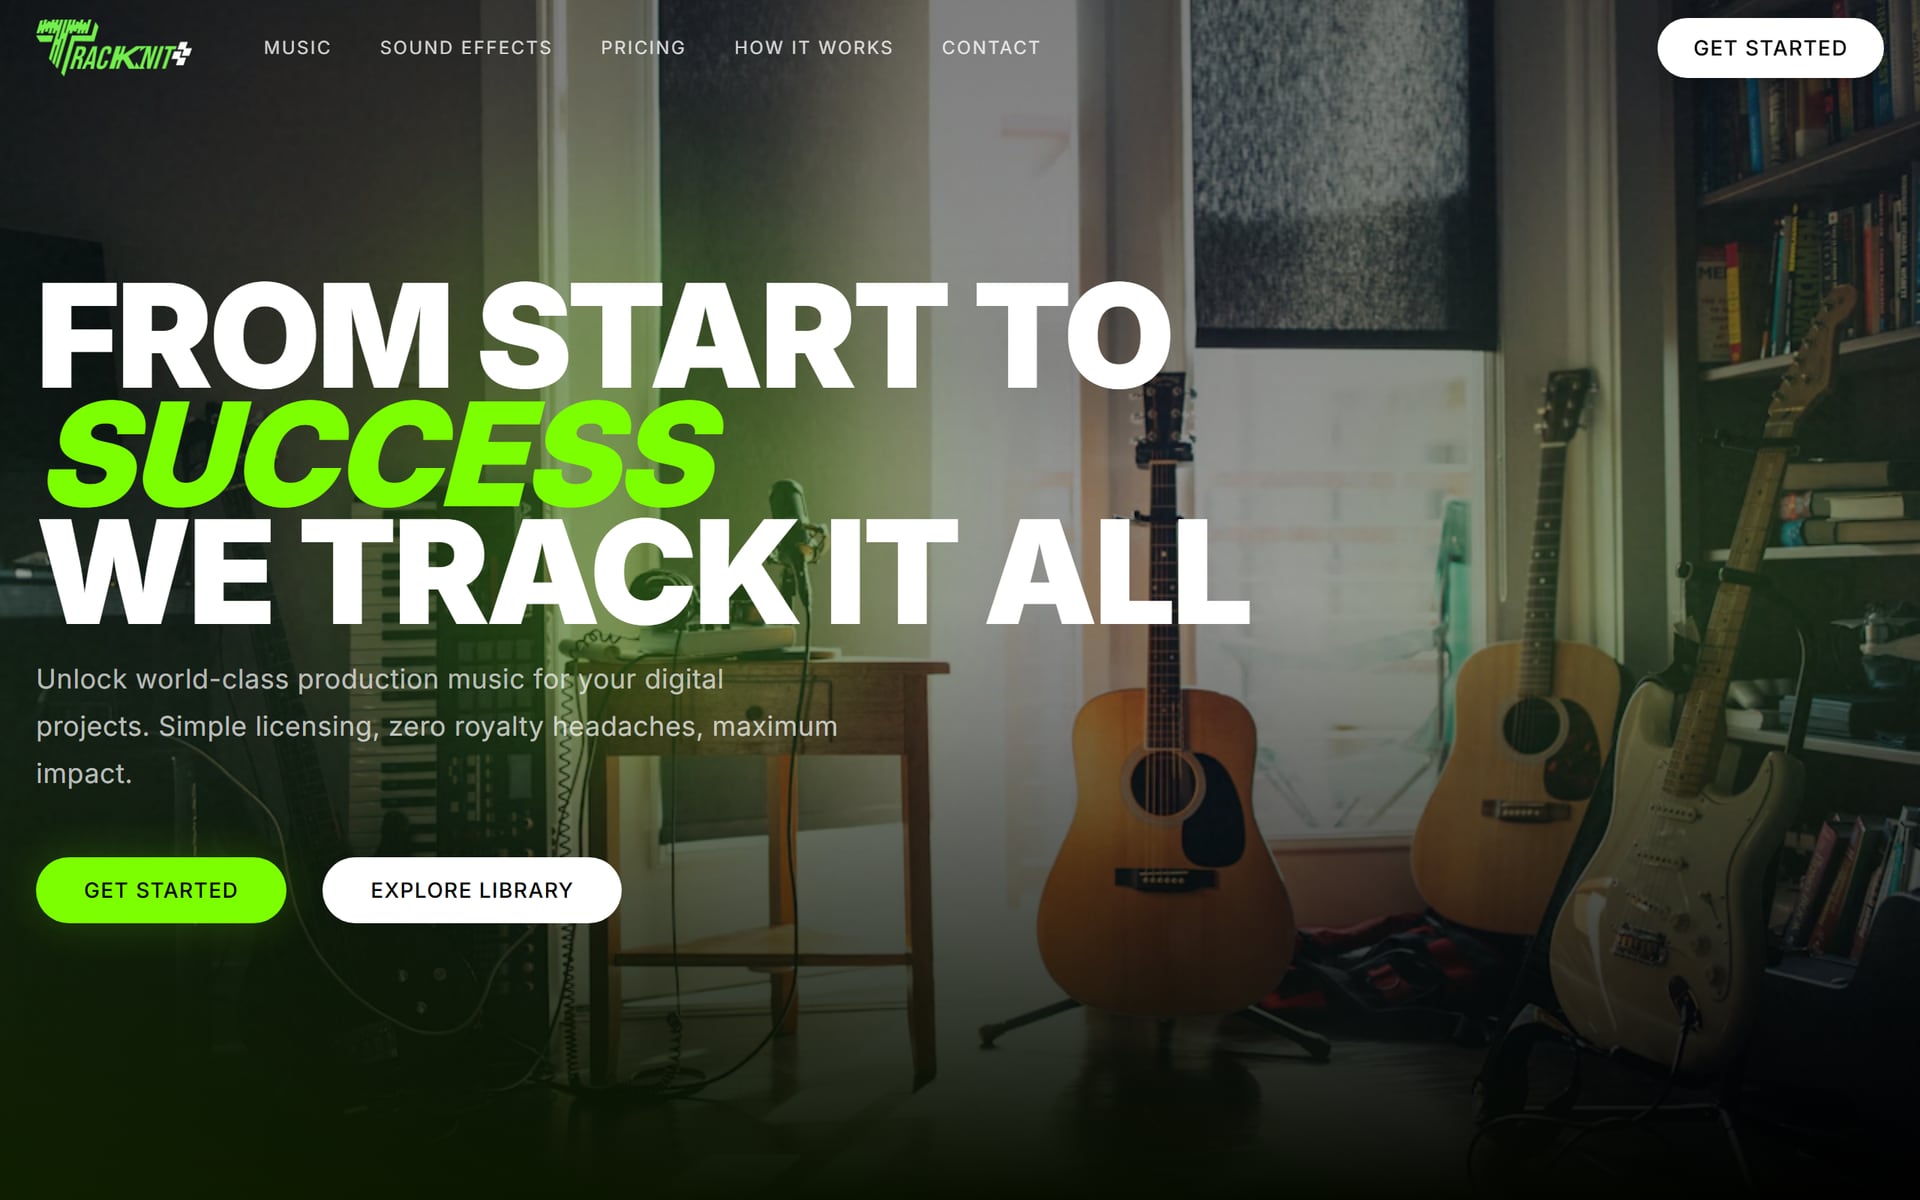 TRACKNIT
MUSIC
SOUND EFFECTS
PRICING
HOW IT WORKS
CONTACT
GET STARTED
FROM START TO
SUCCESS
WE TRACK IT ALL
Unlock world-class production music for your digital
projects. Simple licensing, zero royalty headaches, maximum
impact.
GET STARTED
EXPLORE LIBRARY
WATCHMEN